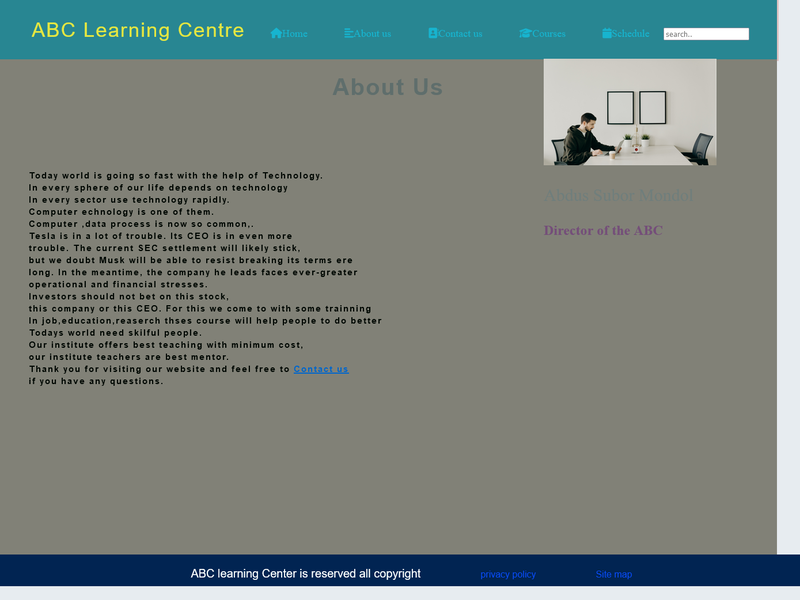 ABC Learning Centre
Home
About us
Contact us
Courses
Schedule
search..
About Us
Abdus Subor Mondol
Director of the ABC
Today world is going so fast with the help of Technology.
In every sphere of our life depends on technology
In every sector use technology rapidly.
Computer echnology is one of them.
Computer ,data process is now so common,.
Tesla is in a lot of trouble. Its CEO is in even more
trouble. The current SEC settlement will likely stick,
but we doubt Musk will be able to resist breaking its terms ere
long. In the meantime, the company he leads faces ever-greater
operational and financial stresses.
Investors should not bet on this stock,
this company or this CEO. For this we come to with some trainning
In job,education,reaserch thses course will help people to do better
Todays world need skilful people.
Our institute offers best teaching with minimum cost,
our institute teachers are best mentor.
Thank you for visiting our website and feel free to Contact us
if you have any questions.
ABC learning Center is reserved all copyright
privacy policy
Site map